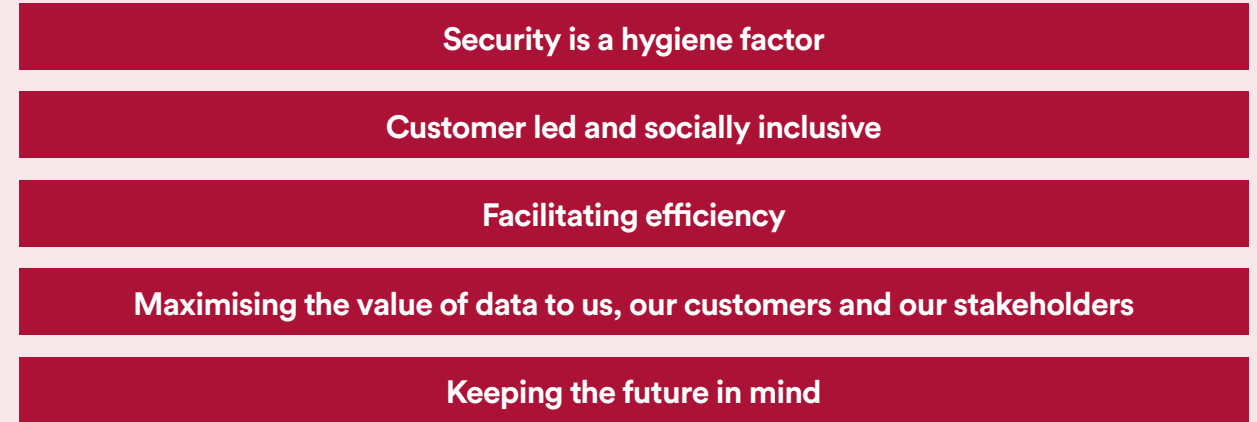 Security is a hygiene factor
Customer led and socially inclusive
Facilitating efficiency
Maximising the value of data to us, our customers and our stakeholders
Keeping the future in mind